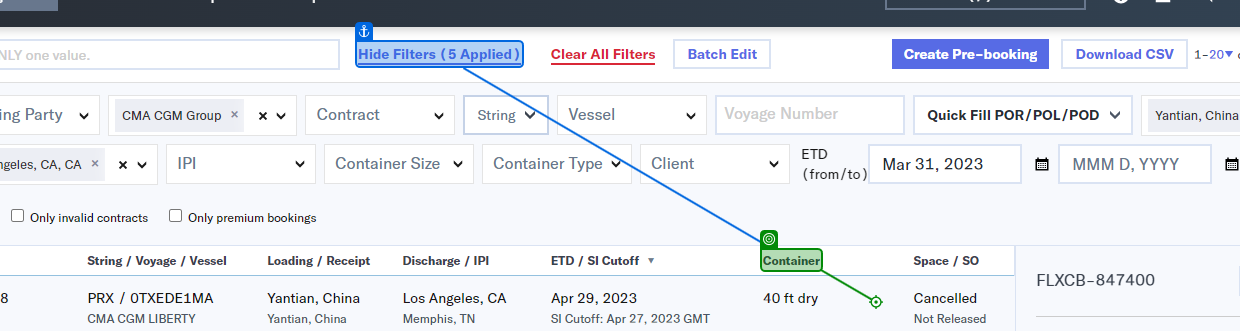 NLY one value.
Hide Filters (5 Applied)
Clear All Filters
Batch Edit
Create Pre-booking
Download CSV
1-20
ing Party
CMA CGM Group
Contract
String
Vessel
Voyage Number
Quick Fill POR/POL/POD
Yantian, China
ngeles, CA, CA
IPI
Container Size
Container Type
Client
ETD
(from/to)
Mar 31, 2023
MMM D, YYYY
Only invalid contracts
Only premium bookings
String / Voyage / Vessel
Loading / Receipt
Discharge / IPI
ETD / SI Cutoff
Container
Space / SO
8
PRX / 0TXEDE1MA
Yantian, China
Los Angeles, CA
Apr 29, 2023
40 ft dry
Cancelled
CMA CGM LIBERTY
Yantian, China
Memphis, TN
SI Cutoff: Apr 27, 2023 GMT
Not Released
FLXCB-847400